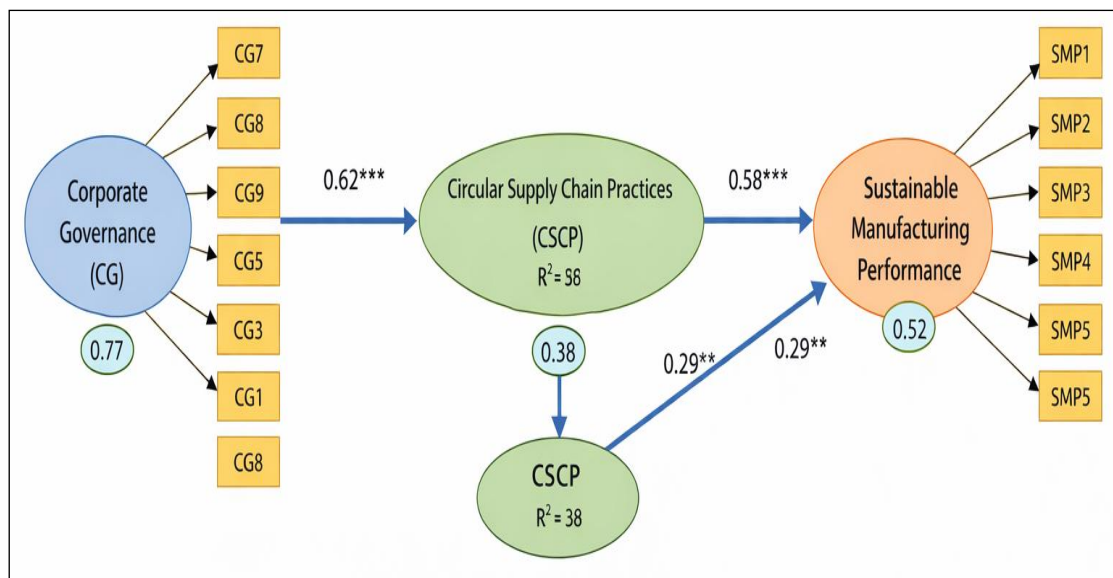 CG7
CG8
CG9
CG5
CG3
CG1
CG8
Corporate
Governance
(CG)
0.77
0.62***
Circular Supply Chain Practices
(CSCP)
R² = 58
0.38
CSCP
R² = 38
0.58***
0.29**
0.29**
Sustainable
Manufacturing
Performance
0.52
SMP1
SMP2
SMP3
SMP4
SMP5
SMP5